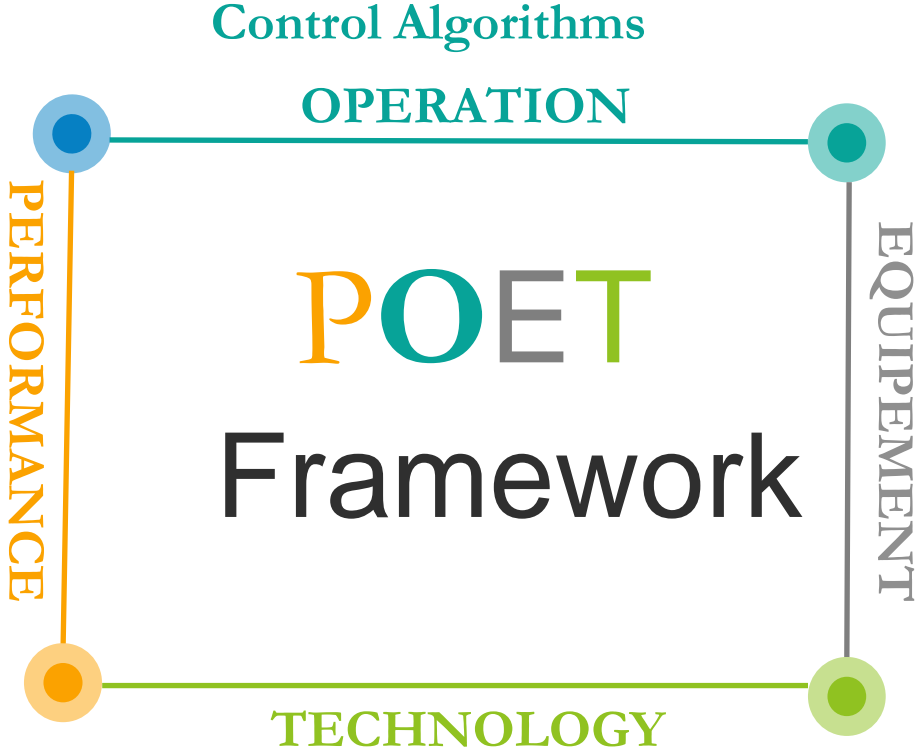 Control Algorithms
OPERATION
PERFORMANCE
EQUIPEMENT
POET
Framework
TECHNOLOGY